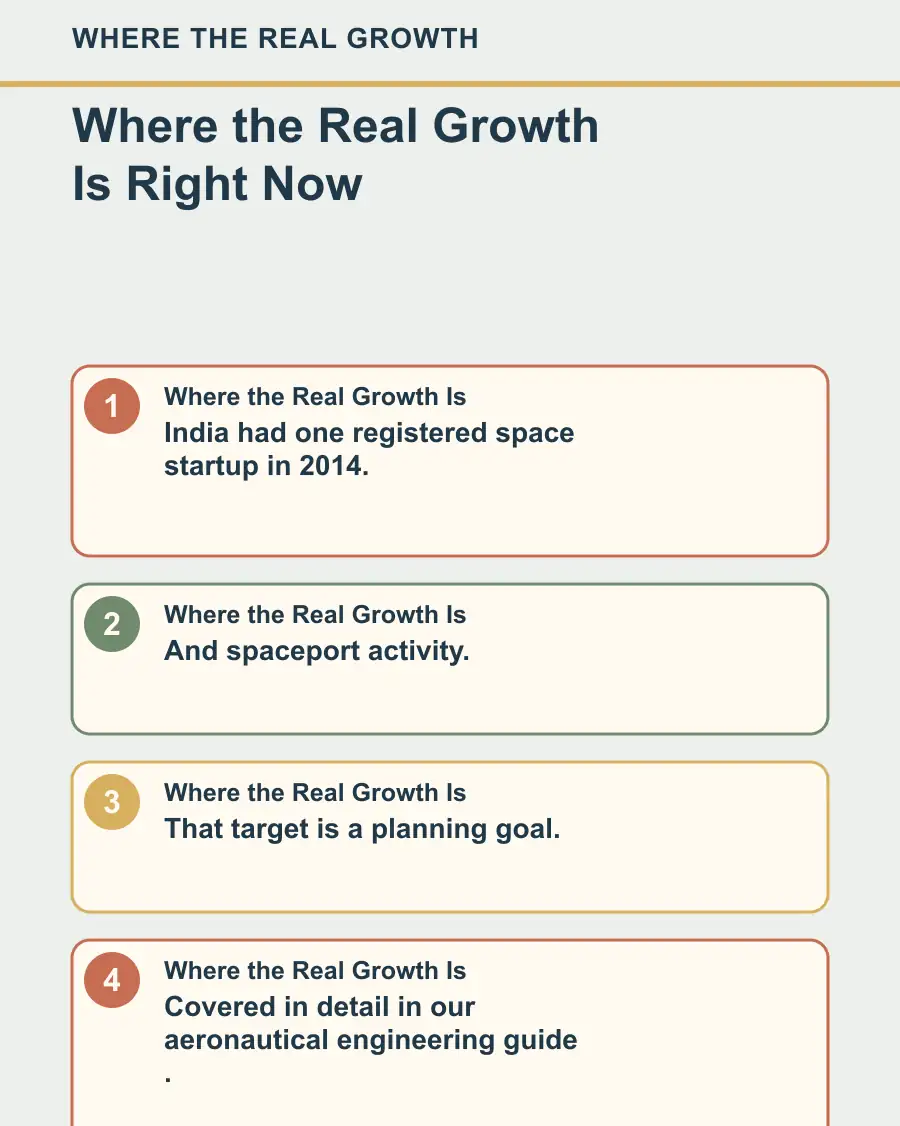 WHERE THE REAL GROWTH
Where the Real Growth
Is Right Now
1
Where the Real Growth Is
India had one registered space
startup in 2014.
2
Where the Real Growth Is
And spaceport activity.
3
Where the Real Growth Is
That target is a planning goal.
4
Where the Real Growth Is
Covered in detail in our
aeronautical engineering guide
.